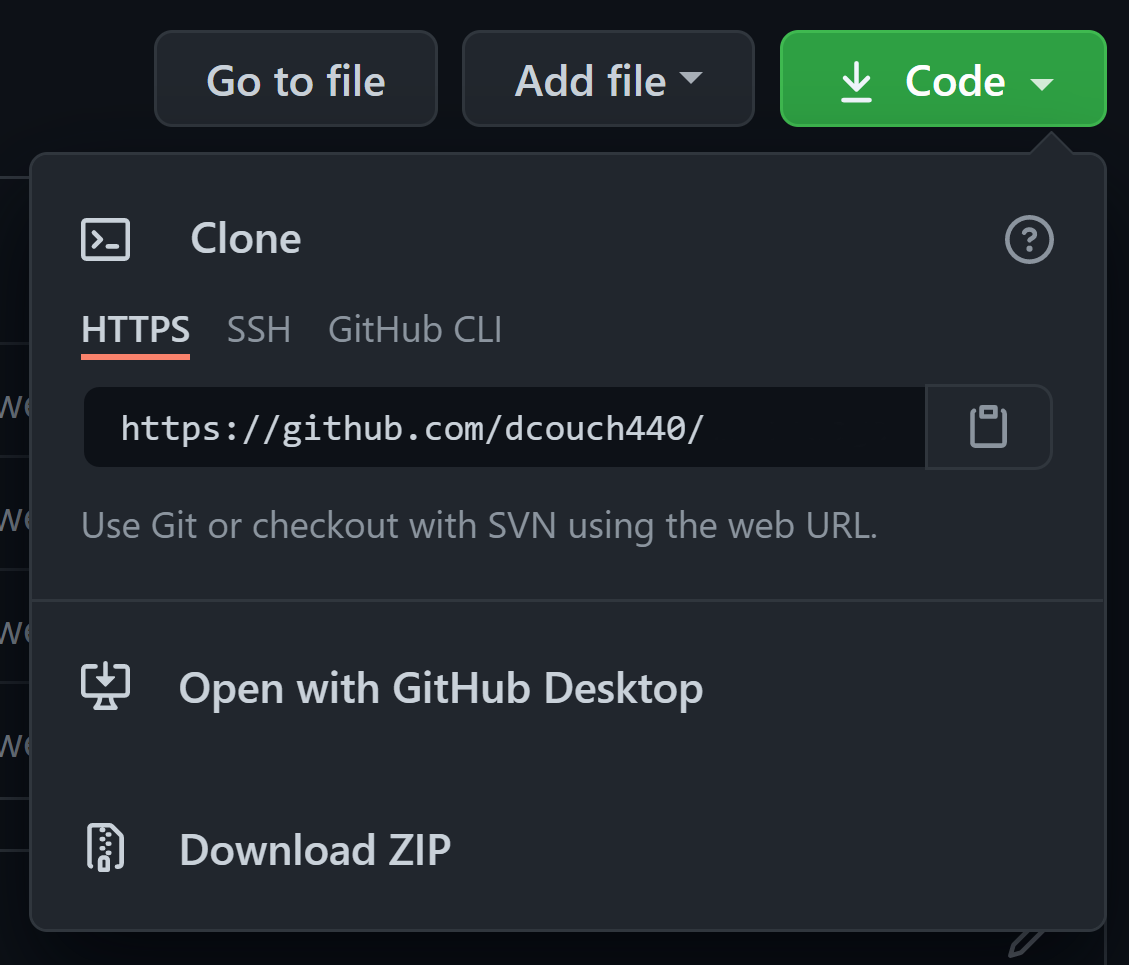 Go to file Add file Code
Clone
HTTPS SSH GitHub CLI
https://github.com/dcouch440/
Use Git or checkout with SVN using the web URL.
Open with GitHub Desktop
Download ZIP